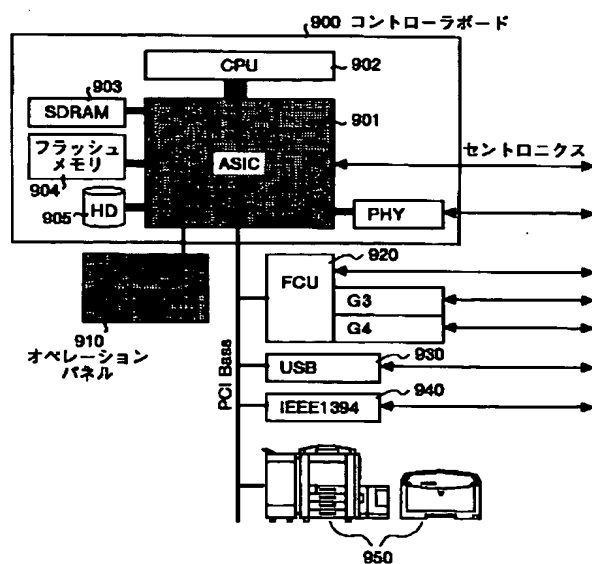 900 コントローラボード
CPU
902
903
SDRAM
901
フラッシュ
メモリ
904
ASIC
セントロニクス
905
HD
PHY
910
オペレーション
パネル
920
FCU
G3
G4
PCI Bass
USB
930
IEEE1394
940
950